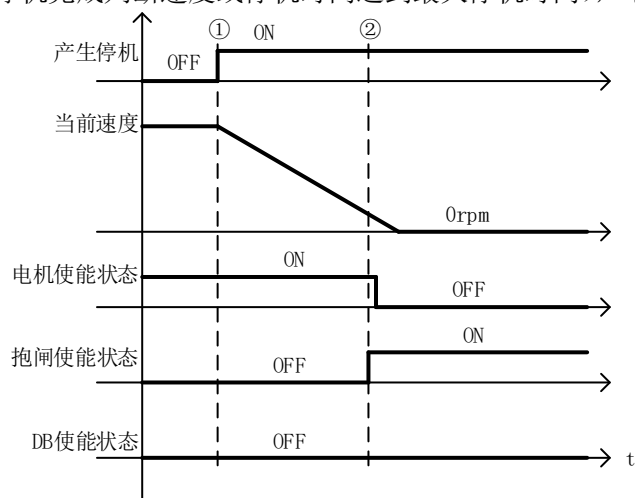 ① ON ②
产生停机 OFF
当前速度
0rpm
电机使能状态 ON
OFF
抱闸使能状态 OFF ON
DB使能状态 OFF t